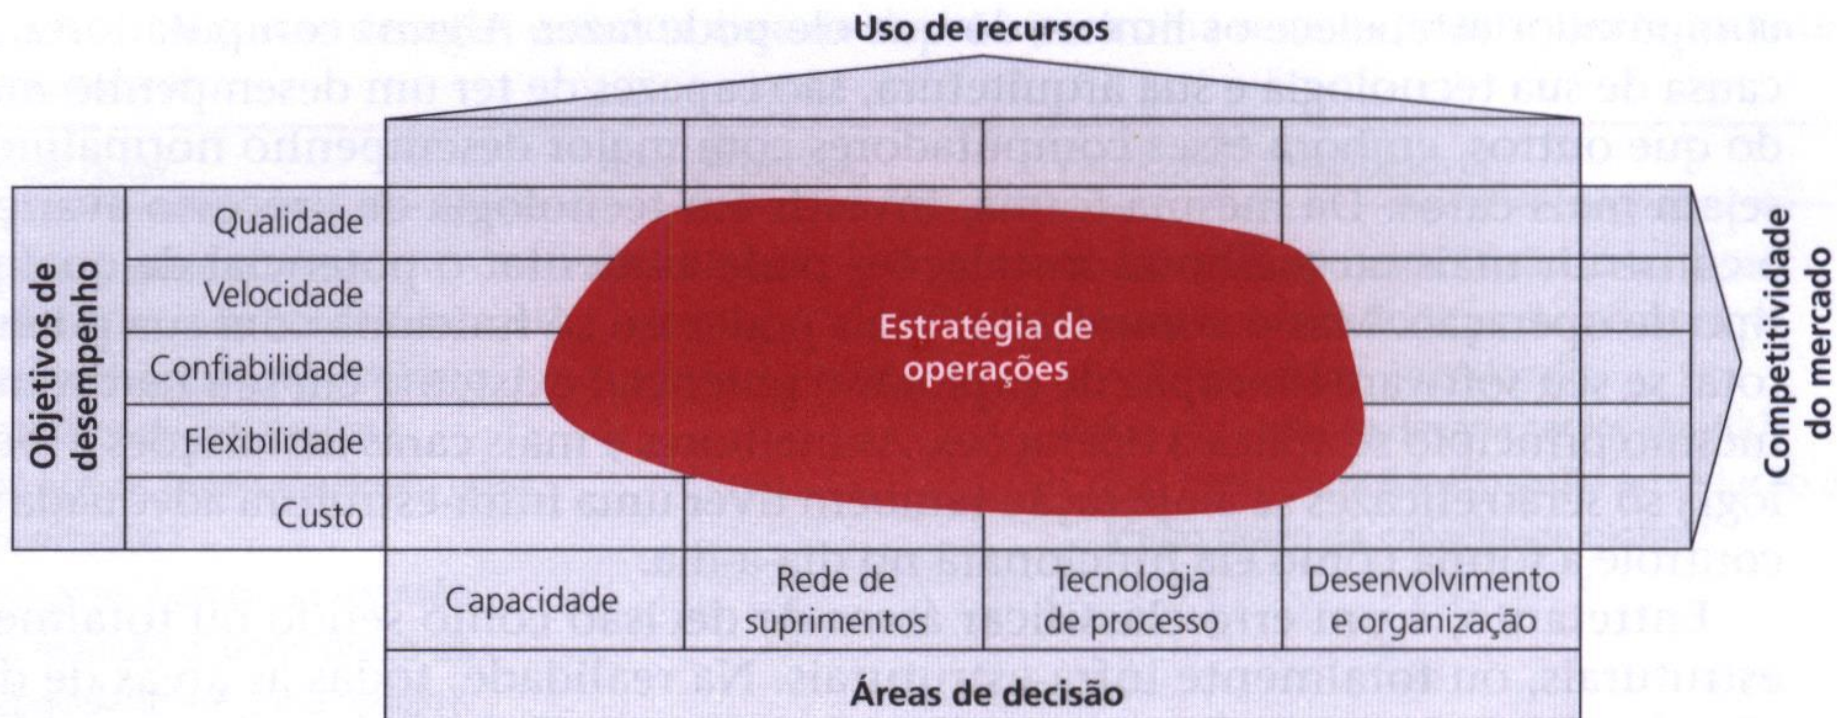 Uso de recursos
Objetivos de
desempenho
Qualidade
Velocidade
Confiabilidade
Flexibilidade
Custo
Estratégia de
operações
Competitividade
do mercado
Capacidade
Rede de
suprimentos
Tecnologia
de processo
Desenvolvimento
e organização
Áreas de decisão